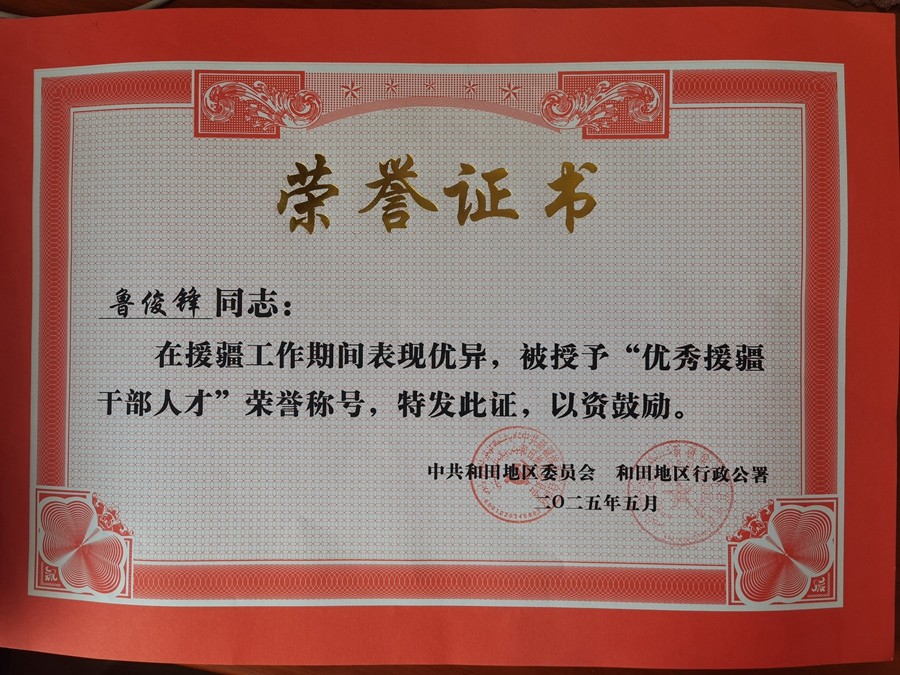 荣誉证书
鲁俊锋同志：
在援疆工作期间表现优异，被授予“优秀援疆
干部人才”荣誉称号，特发此证，以资鼓励。
中共和田地区委员会 和田地区行政公署
二〇二五年五月